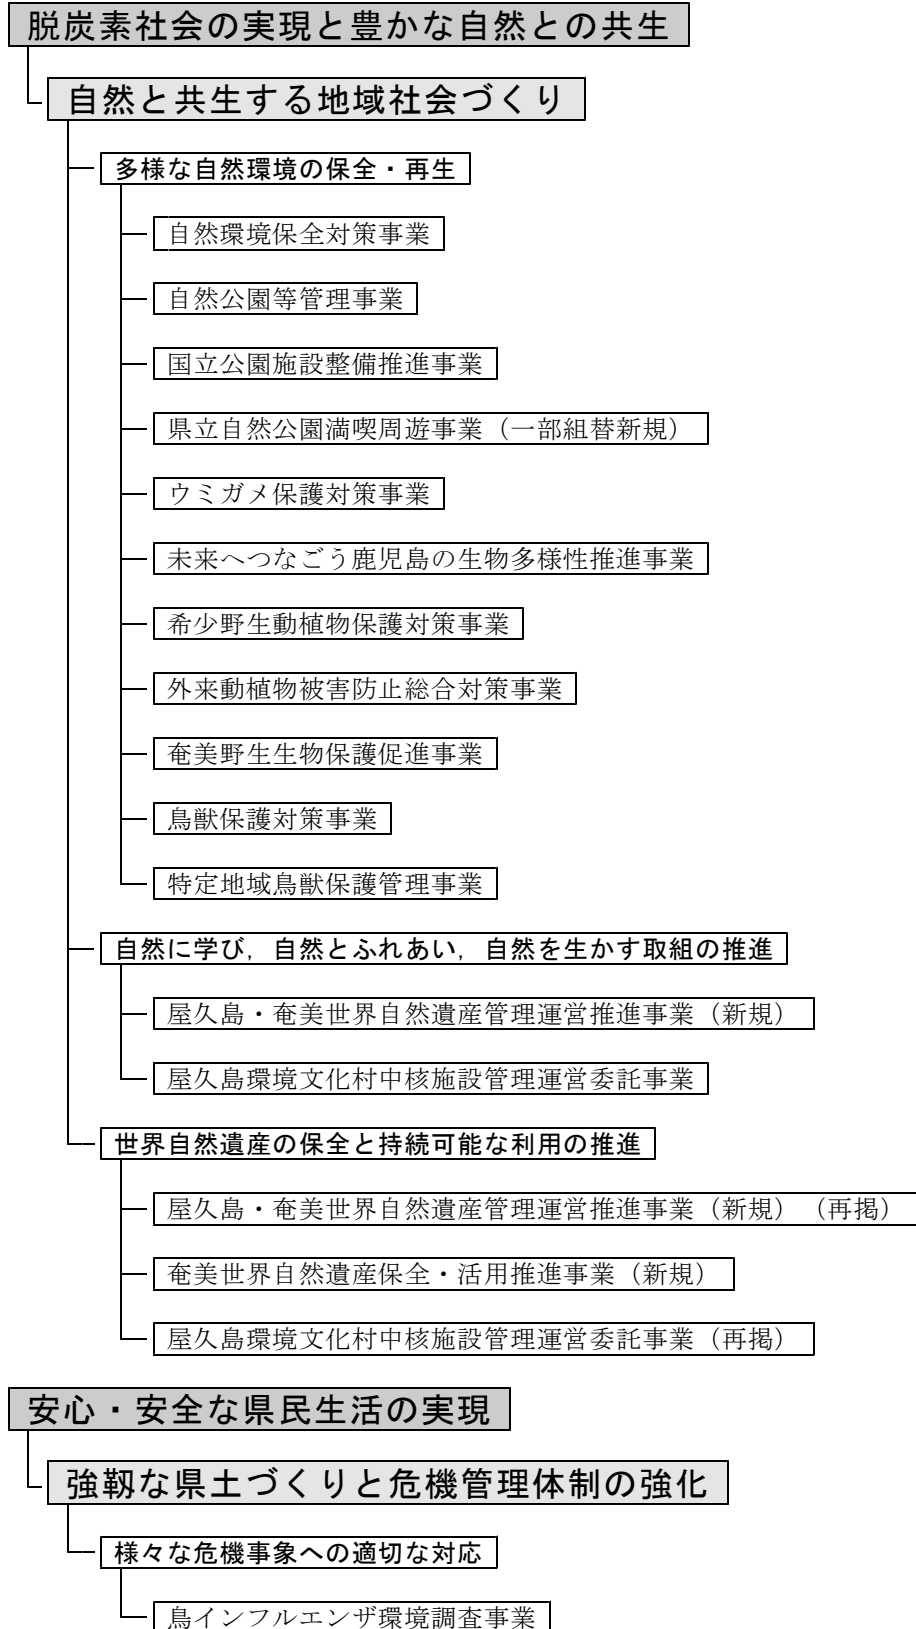 脱炭素社会の実現と豊かな自然との共生
自然と共生する地域社会づくり
多様な自然環境の保全・再生
自然環境保全対策事業
自然公園等管理事業
国立公園施設整備推進事業
県立自然公園満喫周遊事業（一部組替新規）
ウミガメ保護対策事業
未来へつなごう鹿児島の生物多様性推進事業
希少野生動植物保護対策事業
外来動植物被害防止総合対策事業
奄美野生生物保護促進事業
鳥獣保護対策事業
特定地域鳥獣保護管理事業
自然に学び，自然とふれあい，自然を生かす取組の推進
屋久島・奄美世界自然遺産管理運営推進事業（新規）
屋久島環境文化村中核施設管理運営委託事業
世界自然遺産の保全と持続可能な利用の推進
屋久島・奄美世界自然遺産管理運営推進事業（新規）（再掲）
奄美世界自然遺産保全・活用推進事業（新規）
屋久島環境文化村中核施設管理運営委託事業（再掲）
安心・安全な県民生活の実現
強靱な県土づくりと危機管理体制の強化
様々な危機事象への適切な対応
鳥インフルエンザ環境調査事業